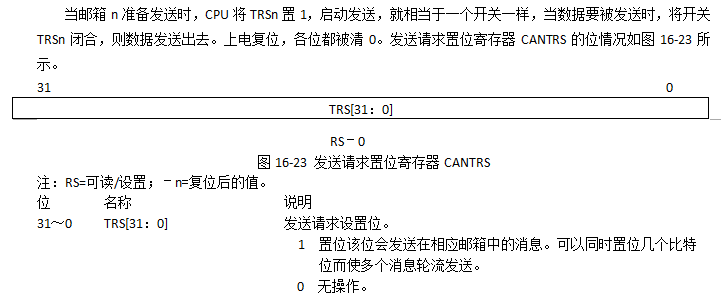 当邮箱 n 准备发送时，CPU 将 TRSn 置 1，启动发送，就相当于一个开关一样，当数据要被发送时，将开关
TRSn 闭合，则数据发送出去。上电复位，各位都被清 0。发送请求置位寄存器 CANTRS 的位情况如图 16-23 所
示。
31 0
TRS[31：0]
RS－0
图 16-23 发送请求置位寄存器 CANTRS
注：RS=可读/设置；－n=复位后的值。
位 名称 说明
31～0 TRS[31：0] 发送请求设置位。
1 置位该位会发送在相应邮箱中的消息。可以同时置位几个比特
位而使多个消息轮流发送。
0 无操作。